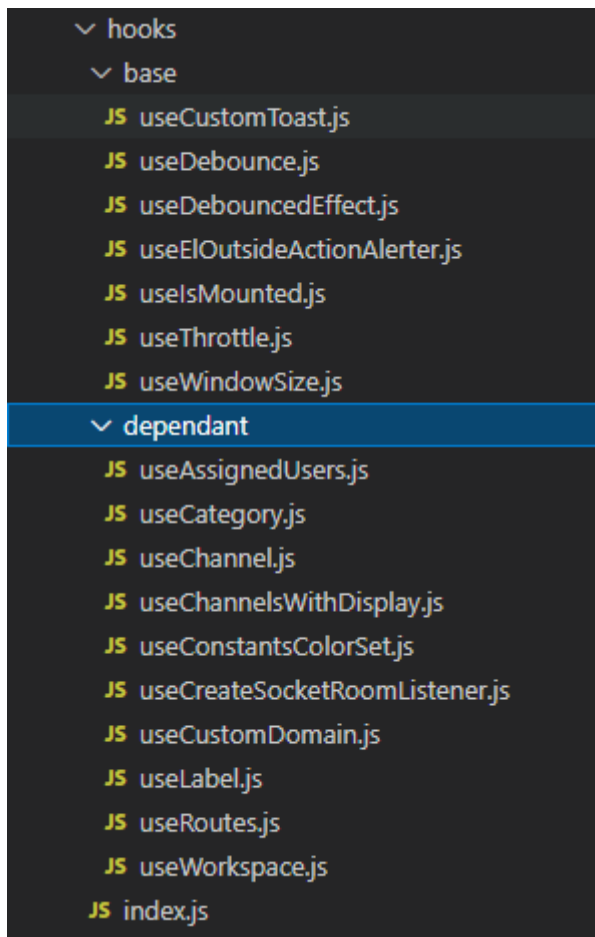 hooks
base
JS useCustomToast.js
JS useDebounce.js
JS useDebouncedEffect.js
JS useElOutsideActionAlerter.js
JS useIsMounted.js
JS useThrottle.js
JS useWindowSize.js
dependant
JS useAssignedUsers.js
JS useCategory.js
JS useChannel.js
JS useChannelsWithDisplay.js
JS useConstantsColorSet.js
JS useCreateSocketRoomListener.js
JS useCustomDomain.js
JS useLabel.js
JS useRoutes.js
JS useWorkspace.js
JS index.js